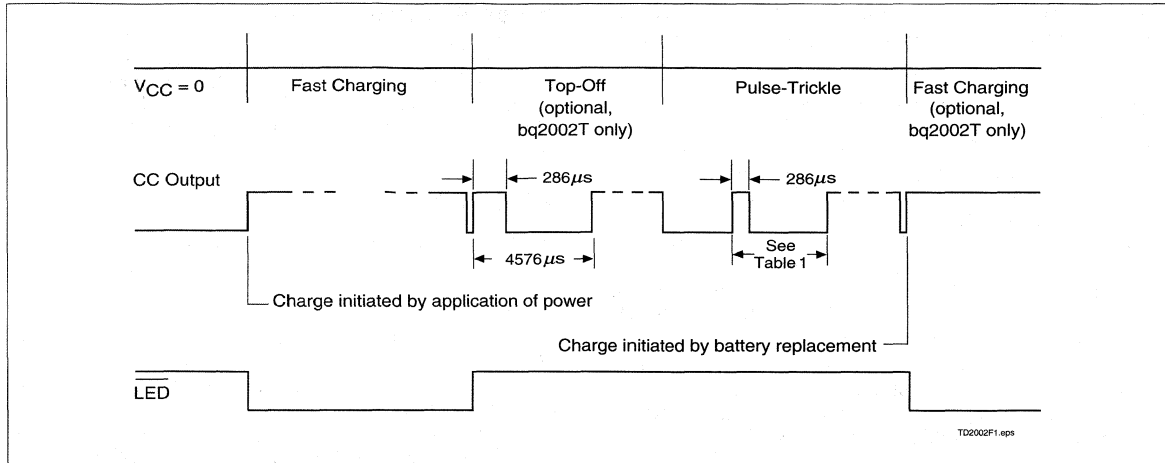 VCC = 0
Fast Charging
Top-Off
(optional,
bq2002T only)
Pulse-Trickle
Fast Charging
(optional,
bq2002T only)
CC Output
286µs
286µs
4576µs
See
Table 1
Charge initiated by application of power
Charge initiated by battery replacement
LED
TD2002F1.eps